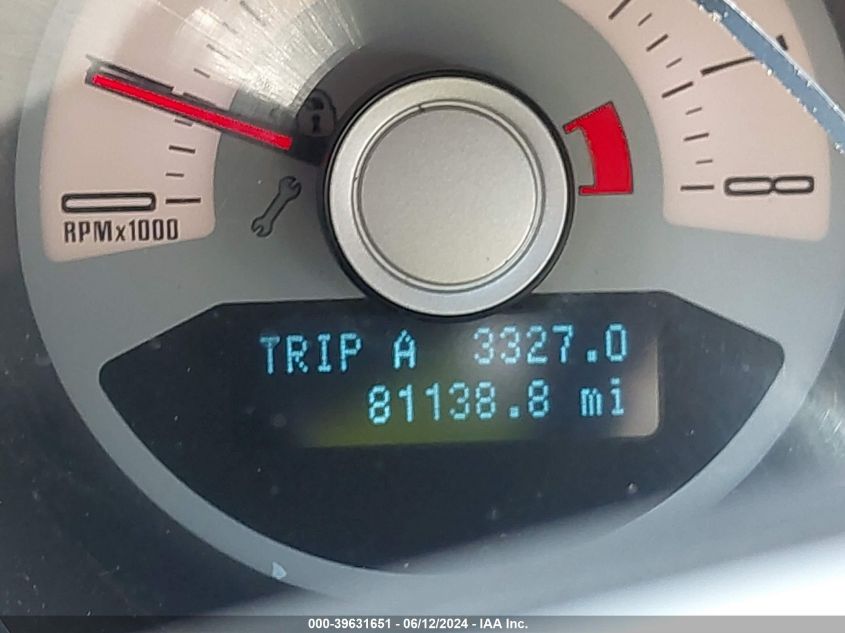 0 8
RPMx1000
TRIP A 3327.0
81138.8 mi
000-39631651 - 06/12/2024 - IAA Inc.